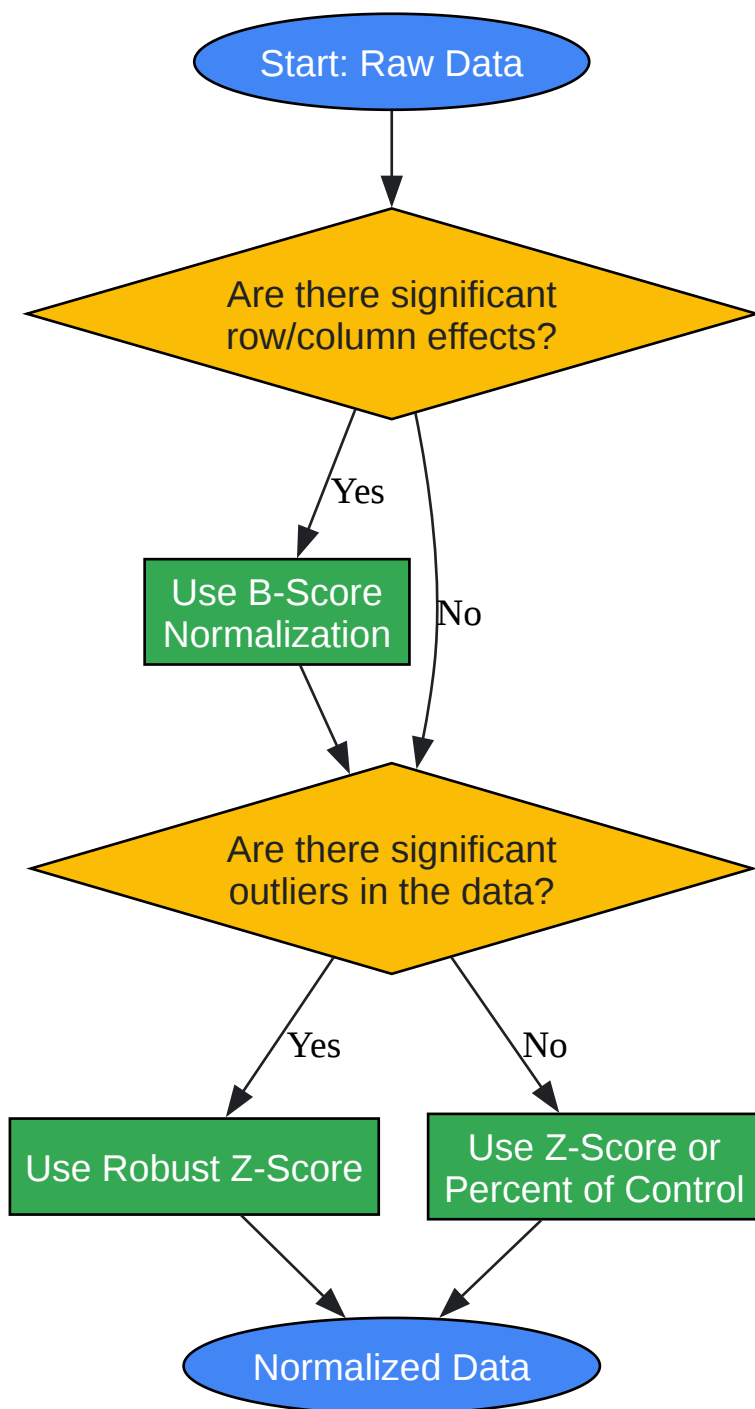 Start: Raw Data
Are there significant
row/column effects?
Yes
Use B-Score
Normalization
No
Are there significant
outliers in the data?
Yes
No
Use Robust Z-Score
Use Z-Score or
Percent of Control
Normalized Data